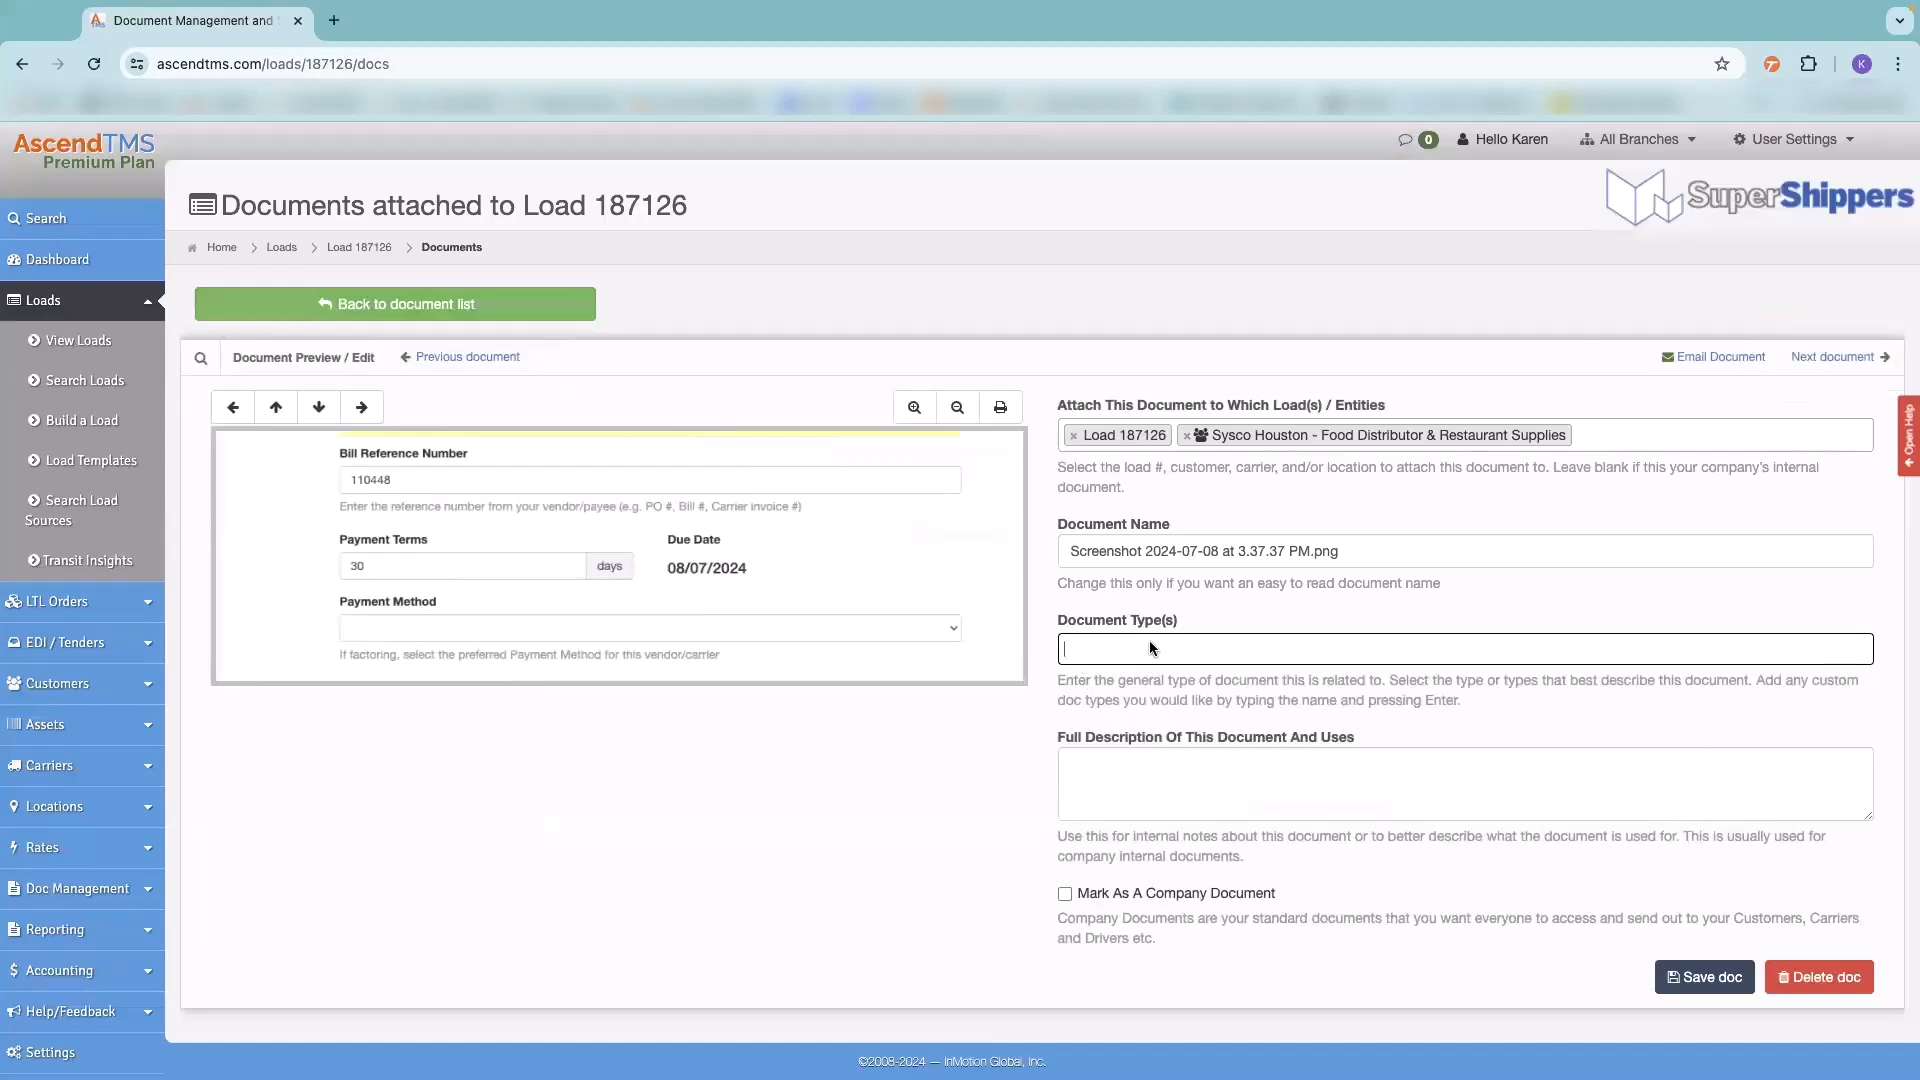 Document Management and
ascendtms.com/loads/187126/docs
K
AscendTMS
Premium Plan
0
Hello Karen
All Branches
User Settings
Search
Dashboard
Loads
View Loads
Search Loads
Build a Load
Load Templates
Search Load
Sources
Transit Insights
LTL Orders
EDI / Tenders
Customers
Assets
Carriers
Locations
Rates
Doc Management
Reporting
Accounting
Help/Feedback
Settings
Documents attached to Load 187126
SuperShippers
Home > Loads > Load 187126 > Documents
Back to document list
Document Preview / Edit
Previous document
Email Document
Next document
Bill Reference Number
110448
Enter the reference number from your vendor/payee (e.g. PO #, Bill #, Carrier invoice #)
Payment Terms
Due Date
30
days
08/07/2024
Payment Method
If factoring, select the preferred Payment Method for this vendor/carrier
Attach This Document to Which Load(s) / Entities
× Load 187126
× Sysco Houston - Food Distributor & Restaurant Supplies
Select the load #, customer, carrier, and/or location to attach this document to. Leave blank if this your company's internal
document.
Document Name
Screenshot 2024-07-08 at 3.37.37 PM.png
Change this only if you want an easy to read document name
Document Type(s)
Enter the general type of document this is related to. Select the type or types that best describe this document. Add any custom
doc types you would like by typing the name and pressing Enter.
Full Description Of This Document And Uses
Use this for internal notes about this document or to better describe what the document is used for. This is usually used for
company internal documents.
Mark As A Company Document
Company Documents are your standard documents that you want everyone to access and send out to your Customers, Carriers
and Drivers etc.
Save doc
Delete doc
Open Help
©2008-2024 — InMotion Global, Inc.